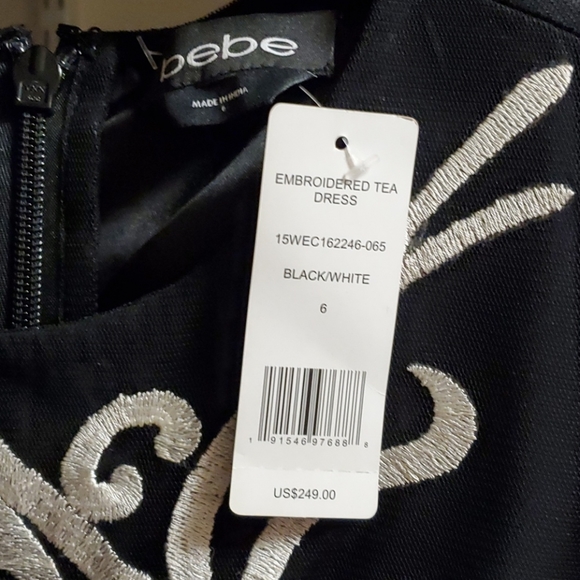 bebe
MADE IN INDIA
6
EMBROIDERED TEA
DRESS
15WEC162246-065
BLACK/WHITE
6
1 91546 97688 8
US$249.00